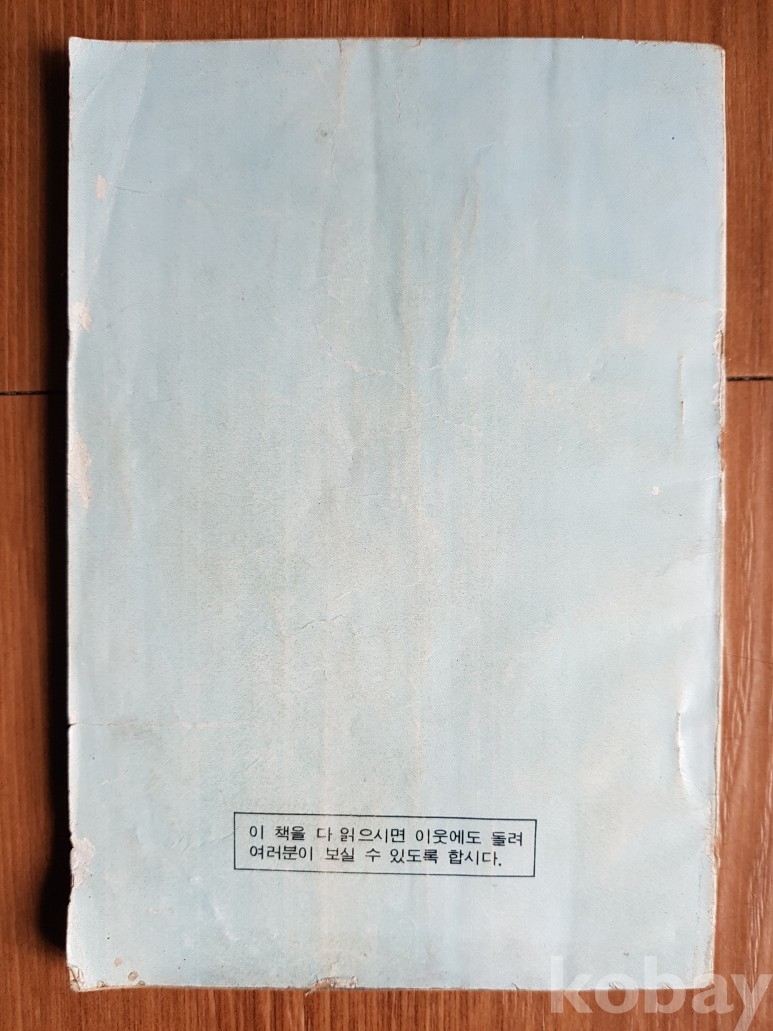 이 책을 다 읽으시면 이웃에도 돌려
여러분이 보실 수 있도록 합시다.
kobay